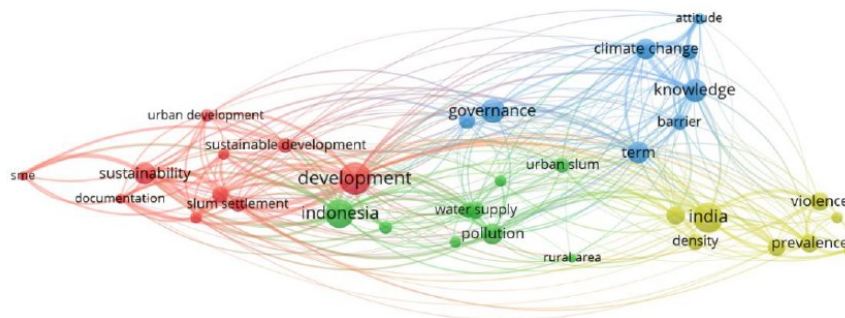 attitude
climate change
knowledge
governance
urban development
barrier
sustainable development
term
urban slum
sme
sustainability
development
documentation
slum settlement
indonesia
water supply
india
violence
pollution
density
prevalence
rural area